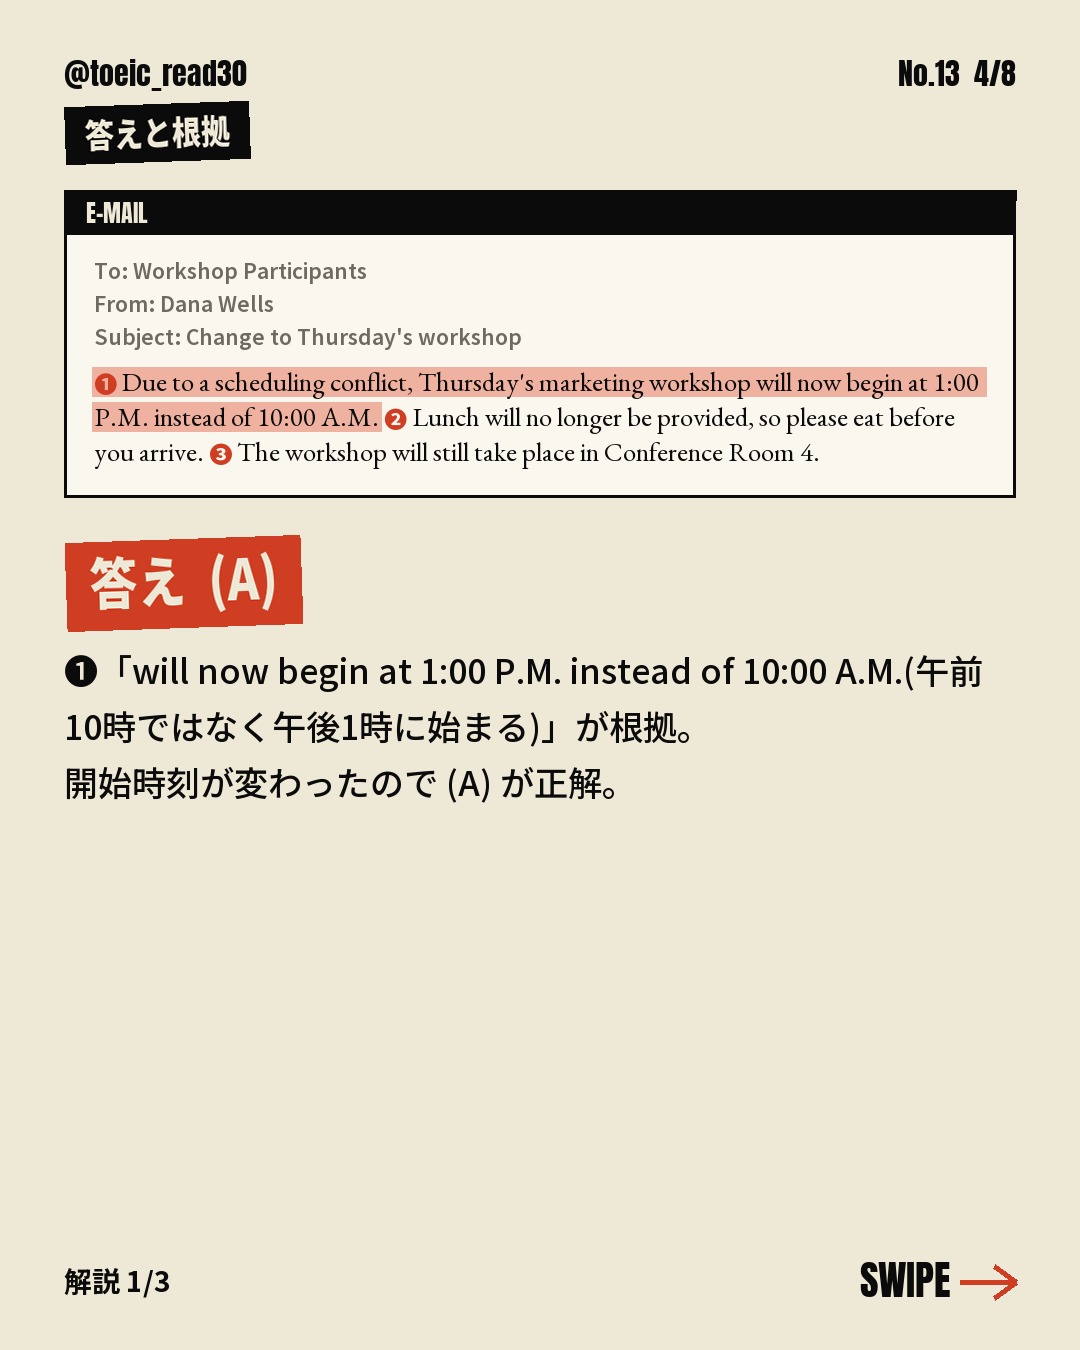 @toeic_read30
No.13 4/8
答えと根拠
E-MAIL
To: Workshop Participants
From: Dana Wells
Subject: Change to Thursday's workshop
❶ Due to a scheduling conflict, Thursday's marketing workshop will now begin at 1:00
P.M. instead of 10:00 A.M. ❷ Lunch will no longer be provided, so please eat before
you arrive. ❸ The workshop will still take place in Conference Room 4.
答え (A)
❶「will now begin at 1:00 P.M. instead of 10:00 A.M.(午前
10時ではなく午後1時に始まる)」が根拠。
開始時刻が変わったので (A) が正解。
解説 1/3
SWIPE